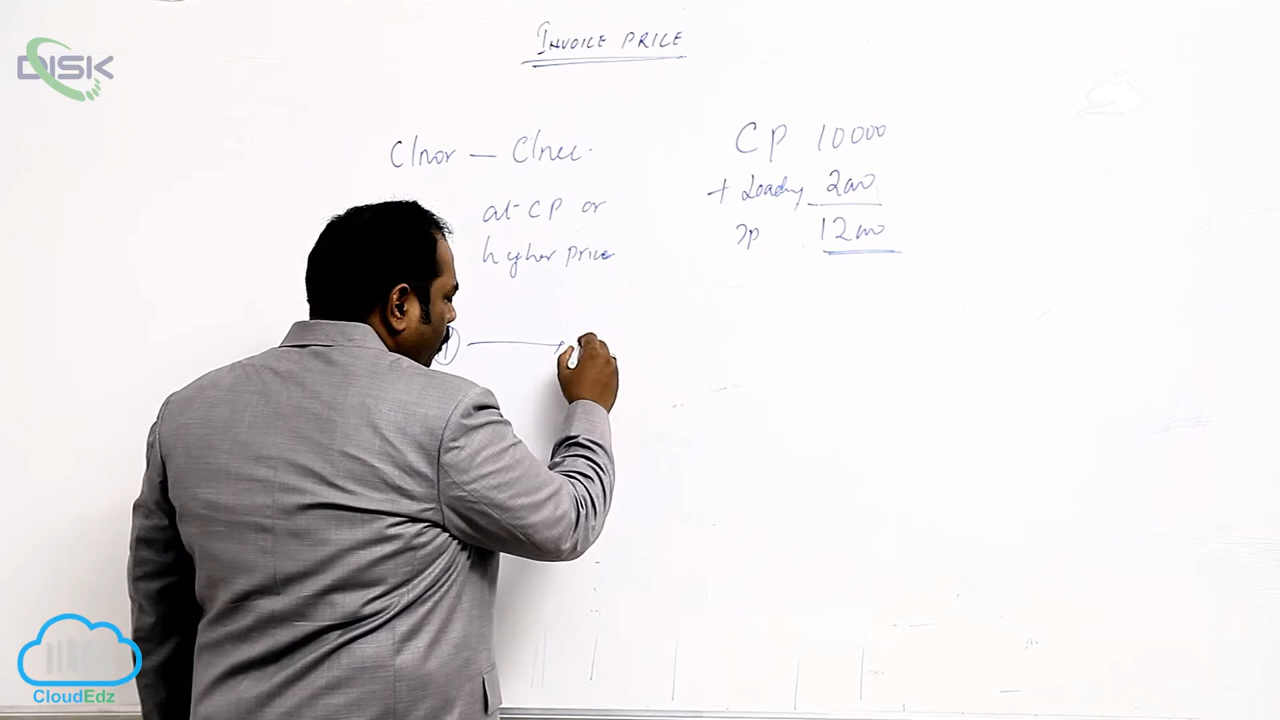 DISK
INVOICE PRICE
C/nor — C/nee.
at CP or
higher price
CP 10000
+ Loading 2000
IP 12000
CloudEdz